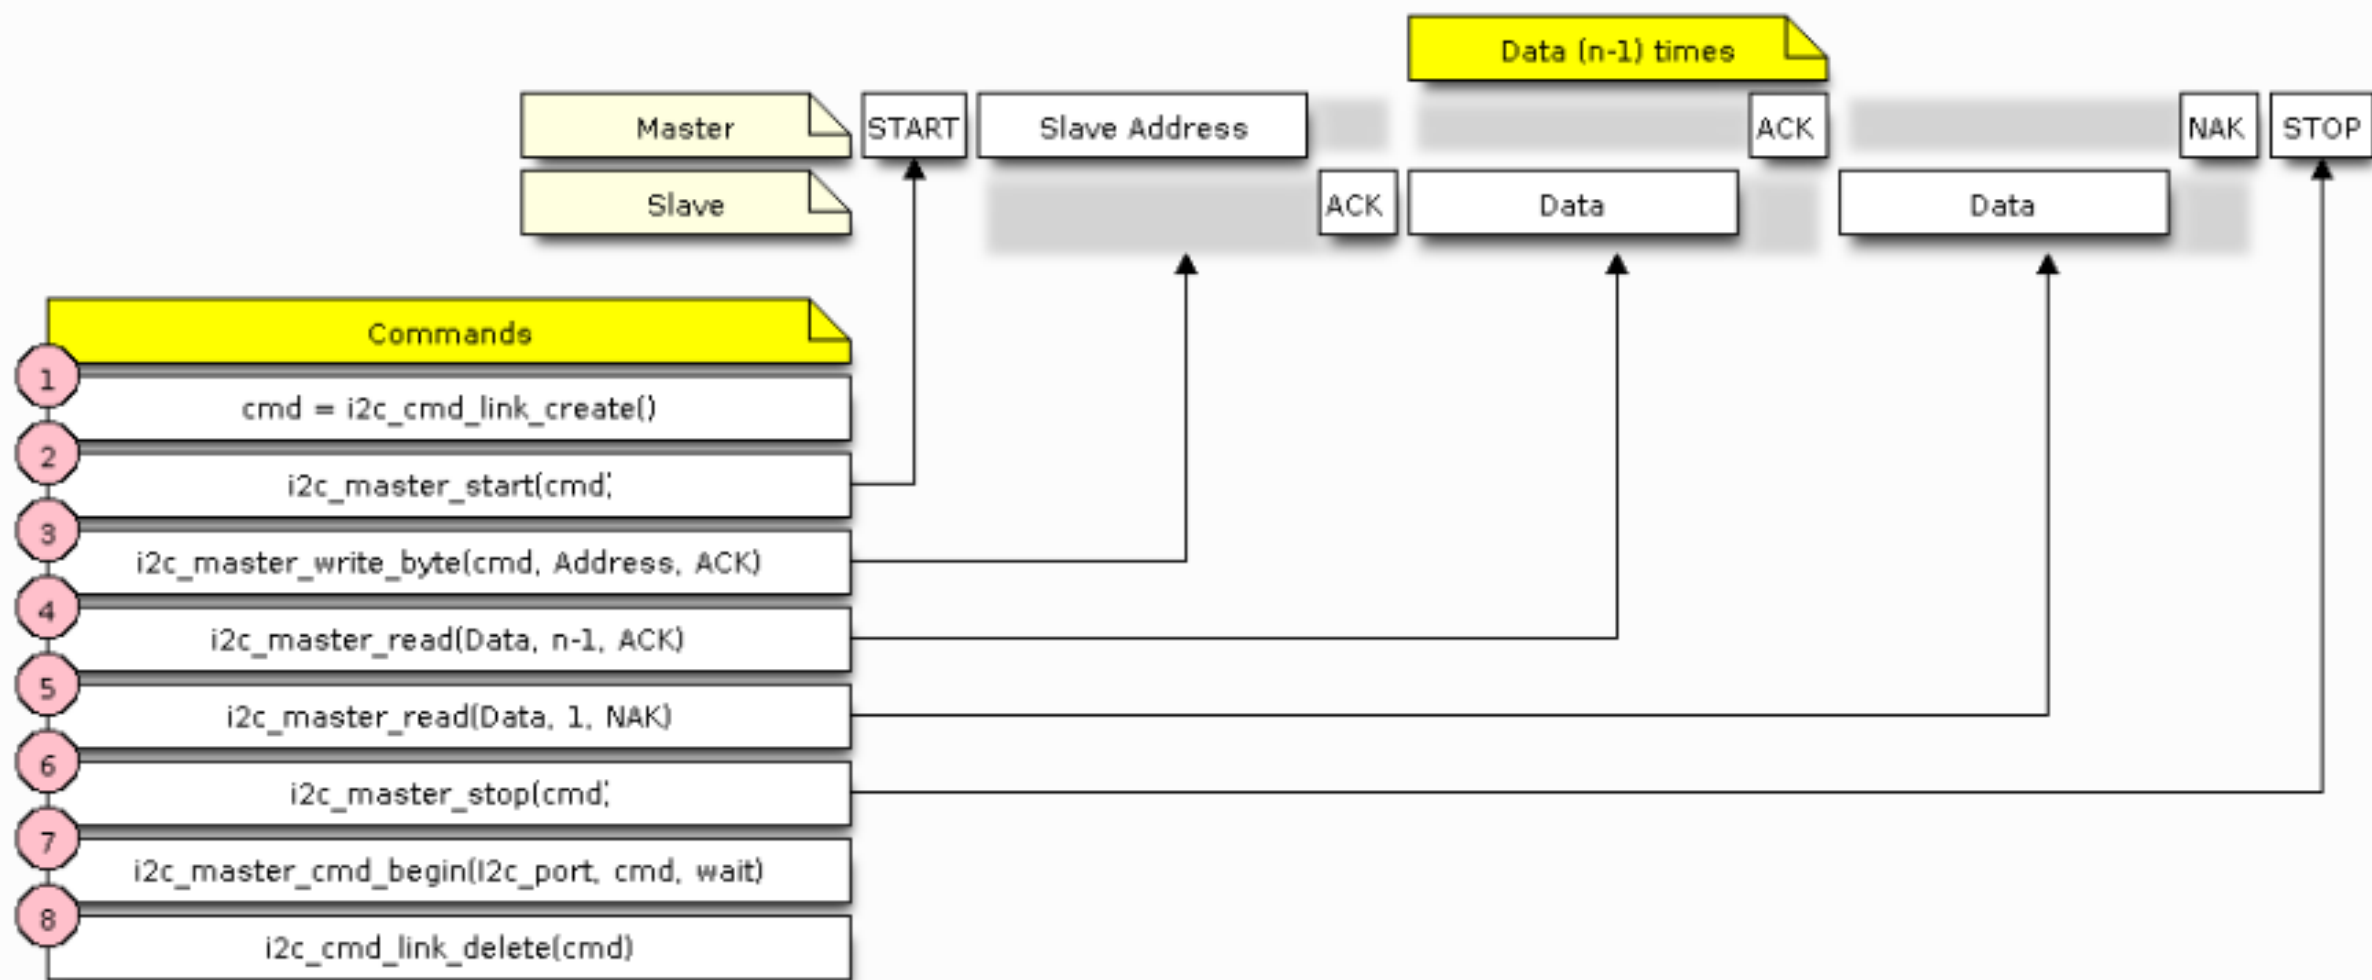 Data (n-1) times
Master START Slave Address ACK NAK STOP
Slave ACK Data Data
Commands
1
cmd = i2c_cmd_link_create()
2
i2c_master_start(cmd;
3
i2c_master_write_byte(cmd, Address, ACK)
4
i2c_master_read(Data, n-1, ACK)
5
i2c_master_read(Data, 1, NAK)
6
i2c_master_stop(cmd;
7
i2c_master_cmd_begin(I2c_port, cmd, wait)
8
i2c_cmd_link_delete(cmd)